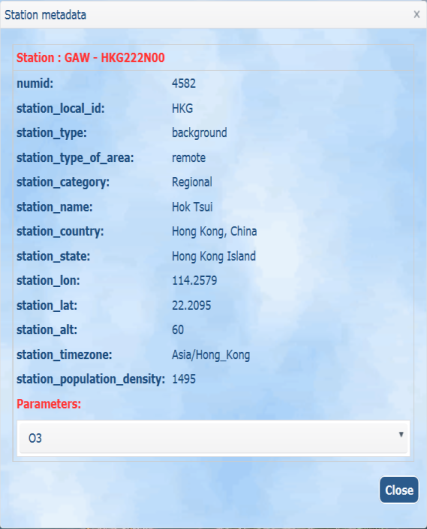 Station metadata x
Station : GAW - HKG222N00
numid: 4582
station_local_id: HKG
station_type: background
station_type_of_area: remote
station_category: Regional
station_name: Hok Tsui
station_country: Hong Kong, China
station_state: Hong Kong Island
station_lon: 114.2579
station_lat: 22.2095
station_alt: 60
station_timezone: Asia/Hong_Kong
station_population_density: 1495
Parameters:
O3
Close